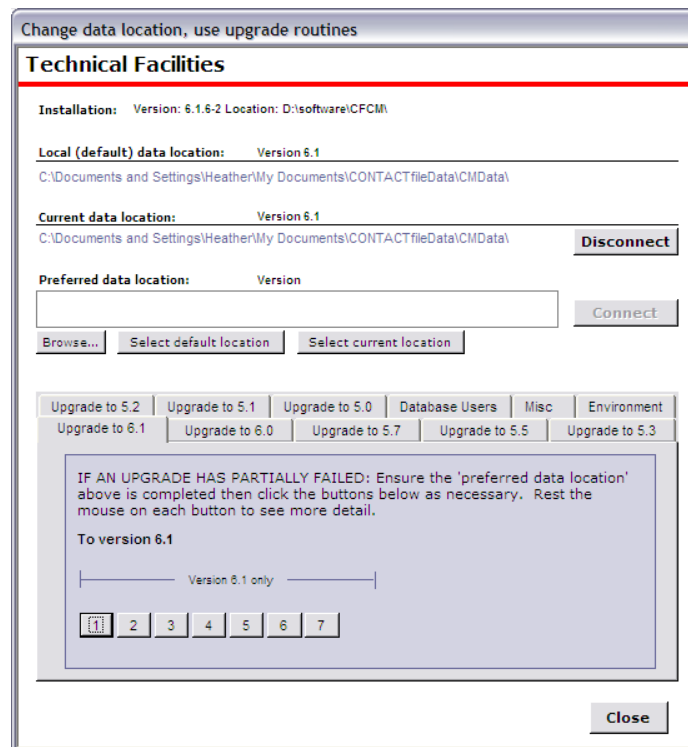 Change data location, use upgrade routines
Technical Facilities
Installation: Version: 6.1.6-2 Location: D:\software\CFCM\
Local (default) data location: Version 6.1
C:\Documents and Settings\Heather\My Documents\CONTACTfileData\CMData\
Current data location: Version 6.1
C:\Documents and Settings\Heather\My Documents\CONTACTfileData\CMData\
Disconnect
Preferred data location: Version
Connect
Browse... Select default location Select current location
Upgrade to 5.2 Upgrade to 5.1 Upgrade to 5.0 Database Users Misc Environment
Upgrade to 6.1 Upgrade to 6.0 Upgrade to 5.7 Upgrade to 5.5 Upgrade to 5.3
IF AN UPGRADE HAS PARTIALLY FAILED: Ensure the 'preferred data location'
above is completed then click the buttons below as necessary. Rest the
mouse on each button to see more detail.
To version 6.1
Version 6.1 only
1 2 3 4 5 6 7
Close